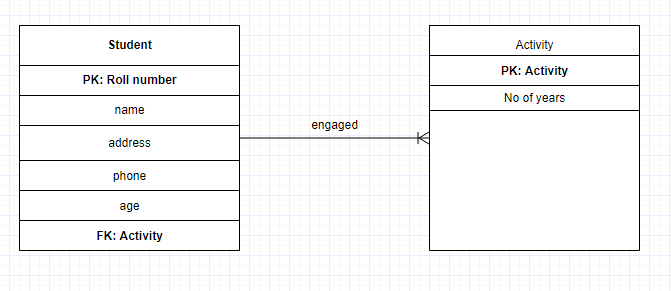 Student
PK: Roll number
name
address
phone
age
FK: Activity
engaged
Activity
PK: Activity
No of years